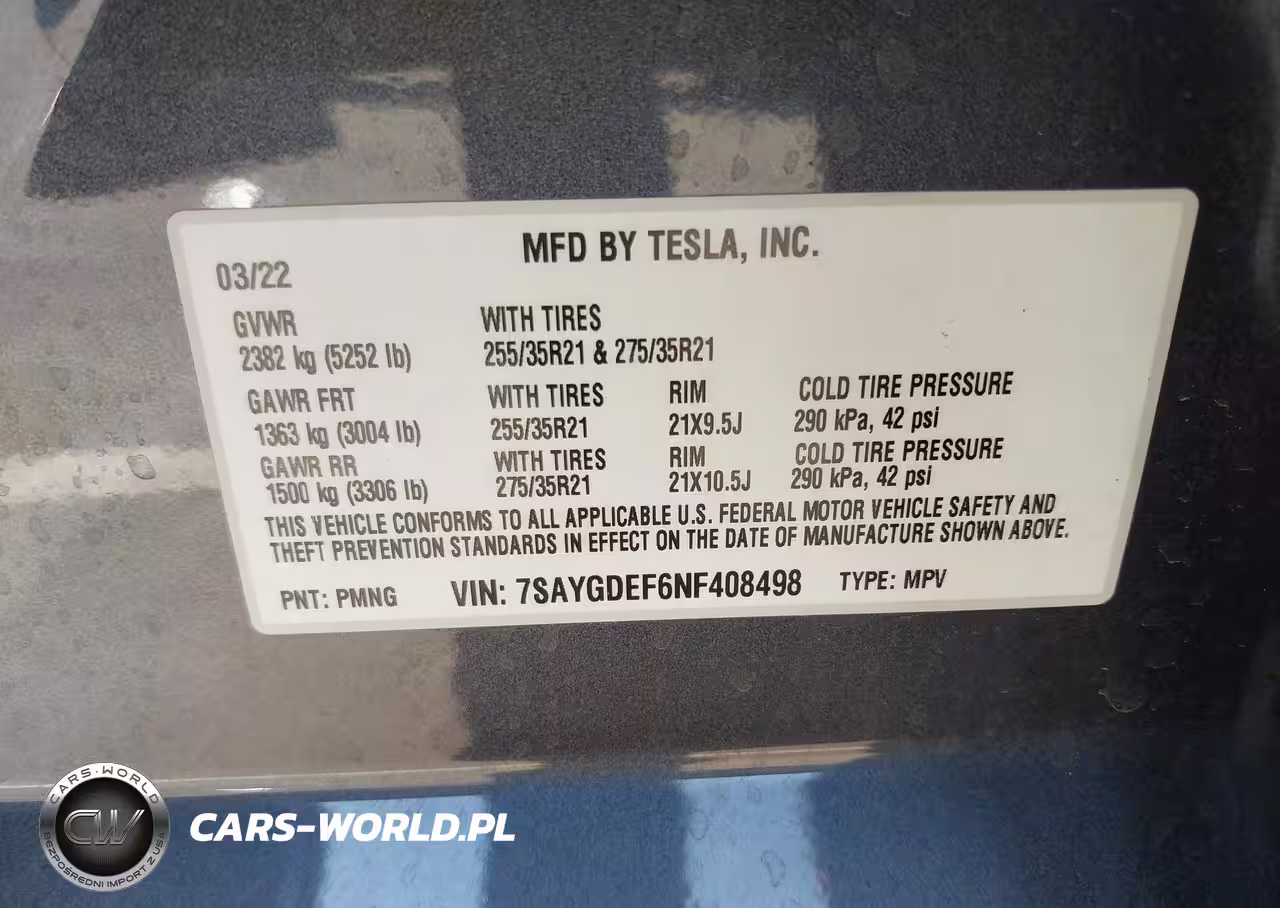 MFD BY TESLA, INC.
03/22
GVWR WITH TIRES
2382 kg (5252 lb) 255/35R21 & 275/35R21
GAWR FRT WITH TIRES RIM COLD TIRE PRESSURE
1363 kg (3004 lb) 255/35R21 21X9.5J 290 kPa, 42 psi
GAWR RR WITH TIRES RIM COLD TIRE PRESSURE
1500 kg (3306 lb) 275/35R21 21X10.5J 290 kPa, 42 psi
THIS VEHICLE CONFORMS TO ALL APPLICABLE U.S. FEDERAL MOTOR VEHICLE SAFETY AND
THEFT PREVENTION STANDARDS IN EFFECT ON THE DATE OF MANUFACTURE SHOWN ABOVE.
PNT: PMNG VIN: 7SAYGDEF6NF408498 TYPE: MPV
CARS-WORLD
CW
BEZPOŚREDNI IMPORT Z USA
CARS-WORLD.PL